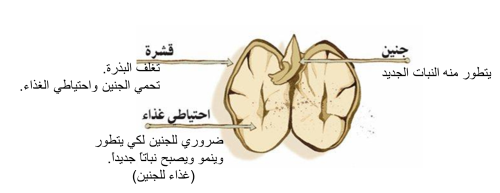 جنين
يتطور منه النبات الجديد
قشرة
تغلف البذرة.
تحمي الجنين واحتياطي الغذاء.
احتياطي غذاء
ضروري للجنين لكي يتطور
وينمو ويصبح نباتاً جديداً.
(غذاء للجنين)